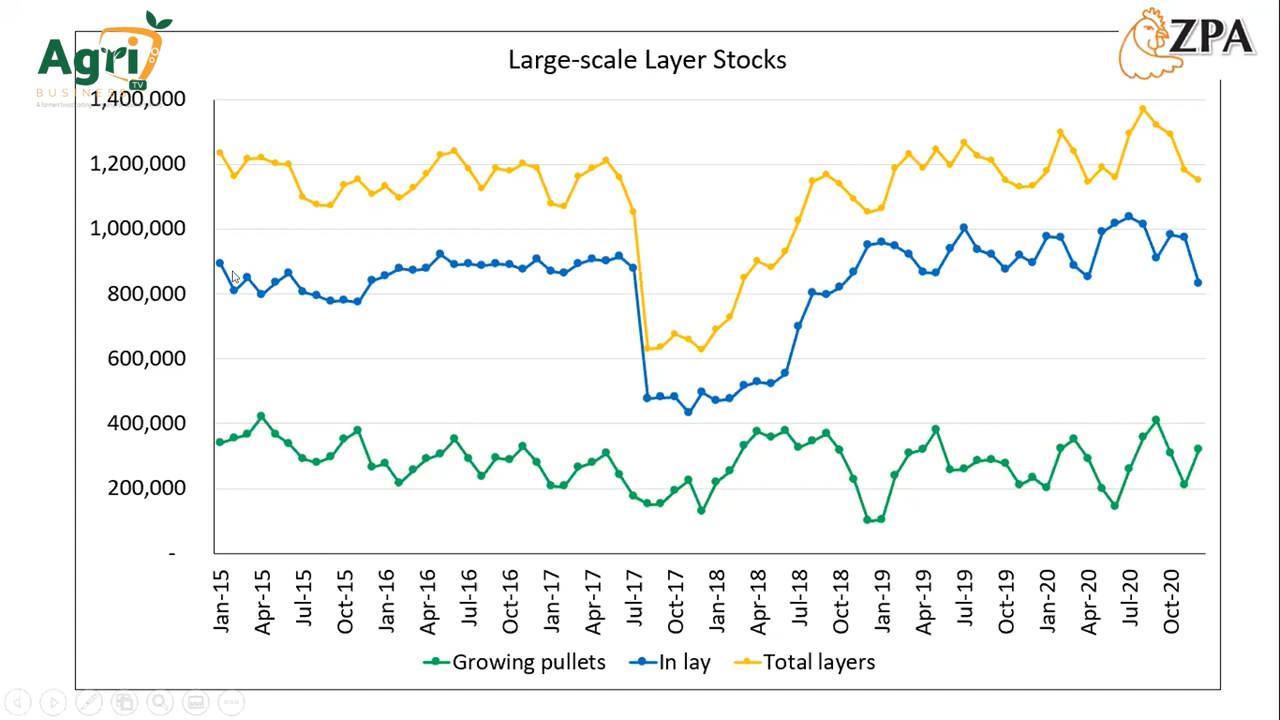 Agri
BUSINESS
TV
ZPA
Large-scale Layer Stocks
1,400,000
1,200,000
1,000,000
800,000
600,000
400,000
200,000
-
Jan-15 Apr-15 Jul-15 Oct-15 Jan-16 Apr-16 Jul-16 Oct-16 Jan-17 Apr-17 Jul-17 Oct-17 Jan-18 Apr-18 Jul-18 Oct-18 Jan-19 Apr-19 Jul-19 Oct-19 Jan-20 Apr-20 Jul-20 Oct-20
Growing pullets In lay Total layers